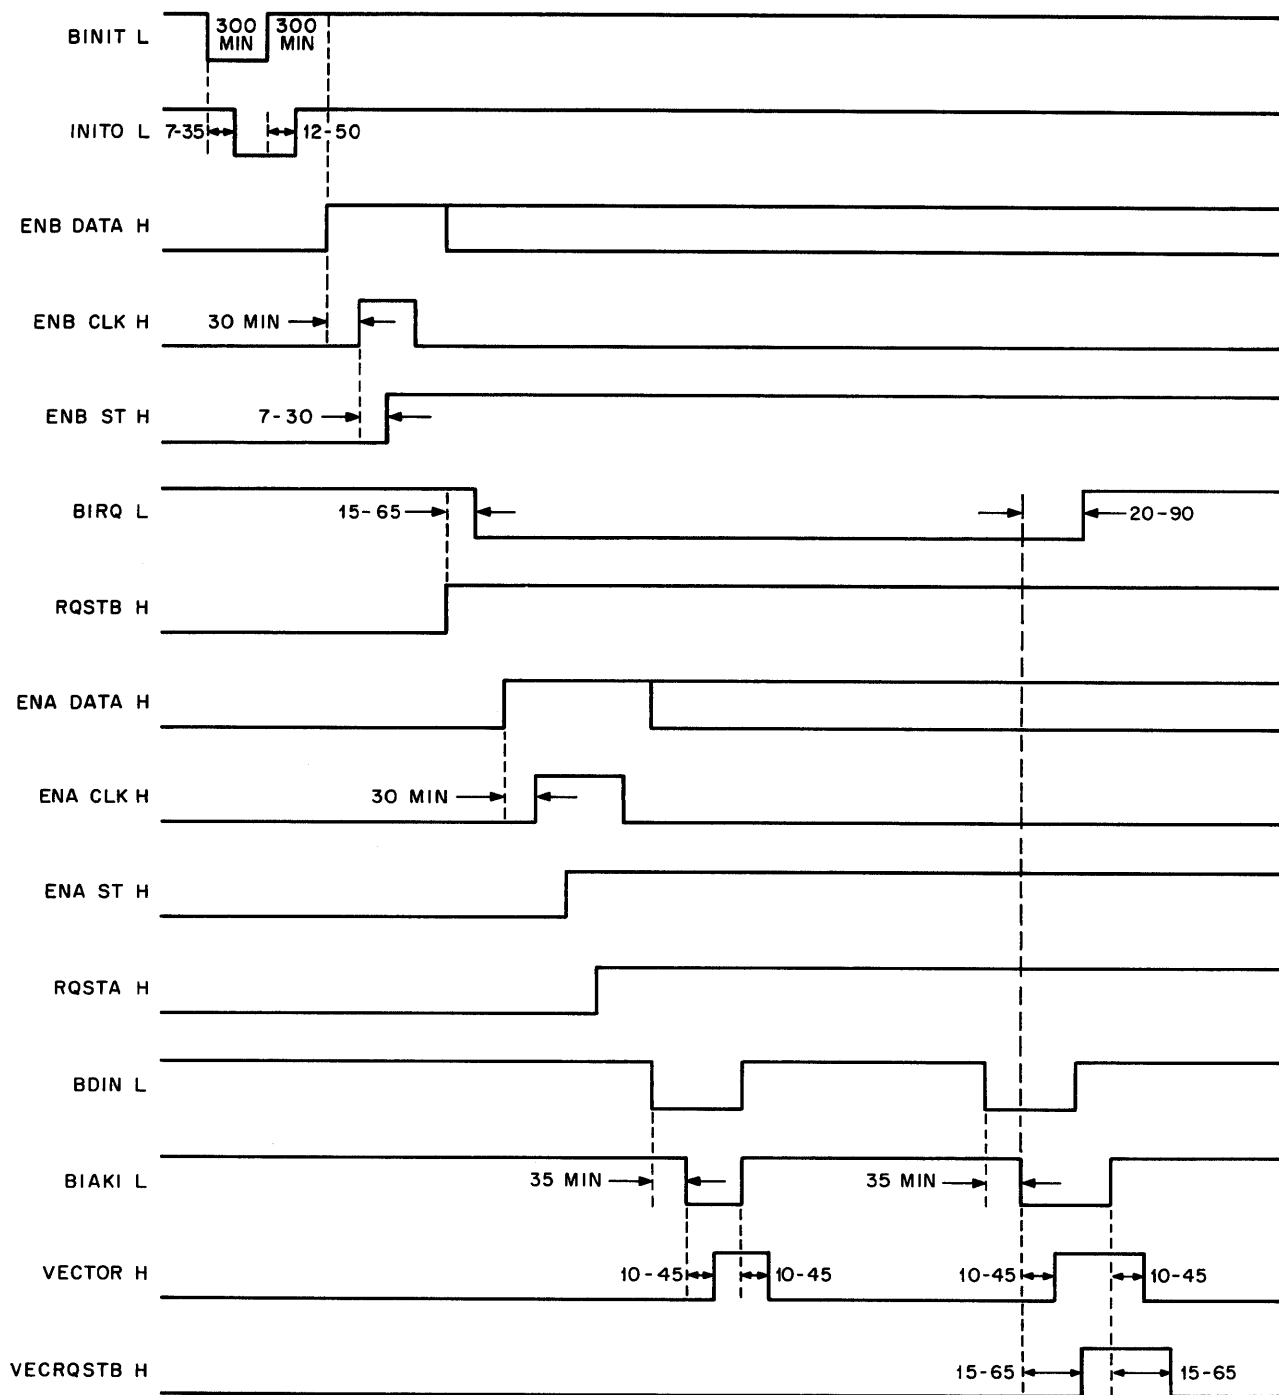 BINIT L
300 MIN
300 MIN
INITO L
7-35
12-50
ENB DATA H
ENB CLK H
30 MIN
ENB ST H
7-30
BIRQ L
15-65
20-90
RQSTB H
ENA DATA H
ENA CLK H
30 MIN
ENA ST H
RQSTA H
BDIN L
BIAKI L
35 MIN
35 MIN
VECTOR H
10-45
10-45
10-45
10-45
VECRQSTB H
15-65
15-65